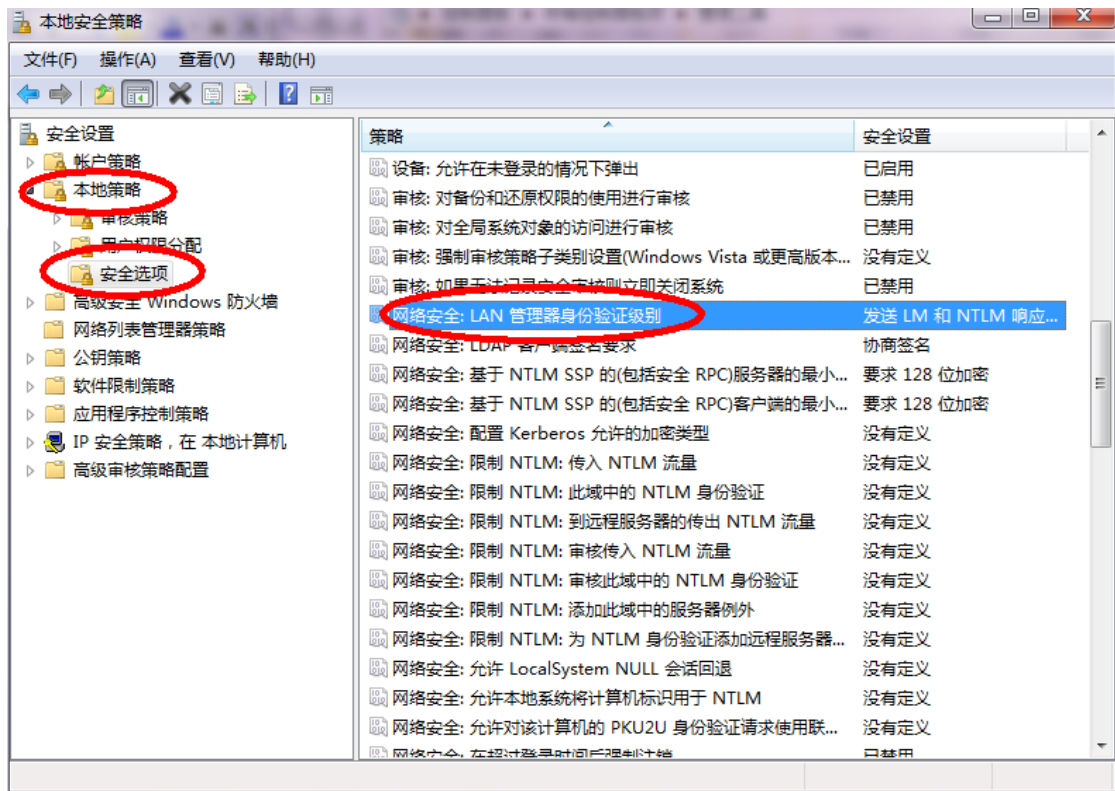 本地安全策略
文件(F) 操作(A) 查看(V) 帮助(H)
安全设置
帐户策略
本地策略
审核策略
用户权限分配
安全选项
高级安全 Windows 防火墙
网络列表管理器策略
公钥策略
软件限制策略
应用程序控制策略
IP 安全策略，在 本地计算机
高级审核策略配置
策略 安全设置
设备: 允许在未登录的情况下弹出 已启用
审核: 对备份和还原权限的使用进行审核 已禁用
审核: 对全局系统对象的访问进行审核 已禁用
审核: 强制审核策略子类别设置(Windows Vista 或更高版本... 没有定义
审核: 如果无法记录安全审核则立即关闭系统 已禁用
网络安全: LAN 管理器身份验证级别 发送 LM 和 NTLM 响应...
网络安全: LDAP 客户端签名要求 协商签名
网络安全: 基于 NTLM SSP 的(包括安全 RPC)服务器的最小... 要求 128 位加密
网络安全: 基于 NTLM SSP 的(包括安全 RPC)客户端的最小... 要求 128 位加密
网络安全: 配置 Kerberos 允许的加密类型 没有定义
网络安全: 限制 NTLM: 传入 NTLM 流量 没有定义
网络安全: 限制 NTLM: 此域中的 NTLM 身份验证 没有定义
网络安全: 限制 NTLM: 到远程服务器的传出 NTLM 流量 没有定义
网络安全: 限制 NTLM: 审核传入 NTLM 流量 没有定义
网络安全: 限制 NTLM: 审核此域中的 NTLM 身份验证 没有定义
网络安全: 限制 NTLM: 添加此域中的服务器例外 没有定义
网络安全: 限制 NTLM: 为 NTLM 身份验证添加远程服务器... 没有定义
网络安全: 允许 LocalSystem NULL 会话回退 没有定义
网络安全: 允许本地系统将计算机标识用于 NTLM 没有定义
网络安全: 允许对该计算机的 PKU2U 身份验证请求使用联... 没有定义
网络安全: 在超过登录时间后强制注销 已禁用